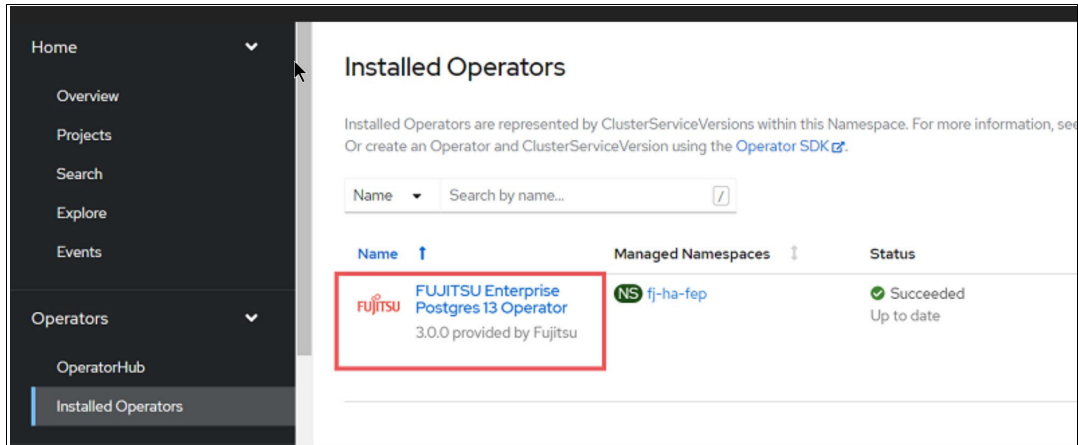 Home
Overview
Projects
Search
Explore
Events
Operators
OperatorHub
Installed Operators
Installed Operators
Installed Operators are represented by ClusterServiceVersions within this Namespace. For more information, see
Or create an Operator and ClusterServiceVersion using the Operator SDK.
Name Search by name... /
Name Managed Namespaces Status
FUJITSU FUJITSU Enterprise Postgres 13 Operator
3.0.0 provided by Fujitsu
NS fj-ha-fep
Succeeded
Up to date